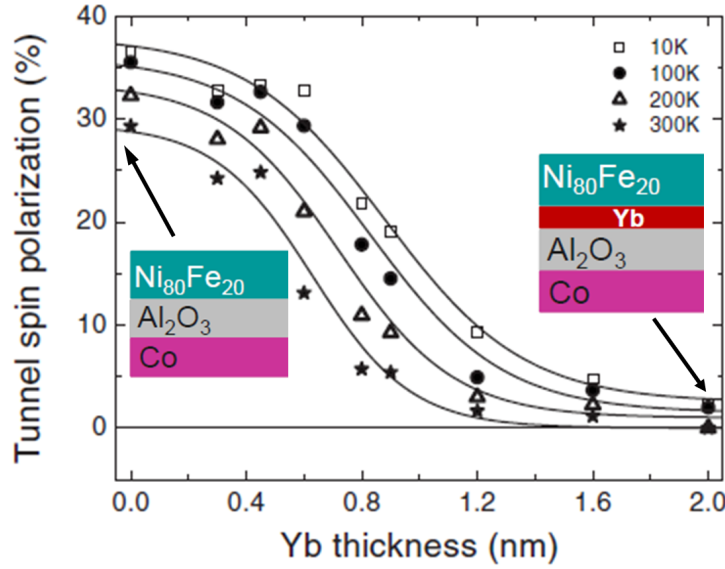 Tunnel spin polarization (%)
40
30
20
10
0
10K
100K
200K
300K
Ni₈₀Fe₂₀
Al₂O₃
Co
Ni₈₀Fe₂₀
Yb
Al₂O₃
Co
0.0 0.4 0.8 1.2 1.6 2.0
Yb thickness (nm)